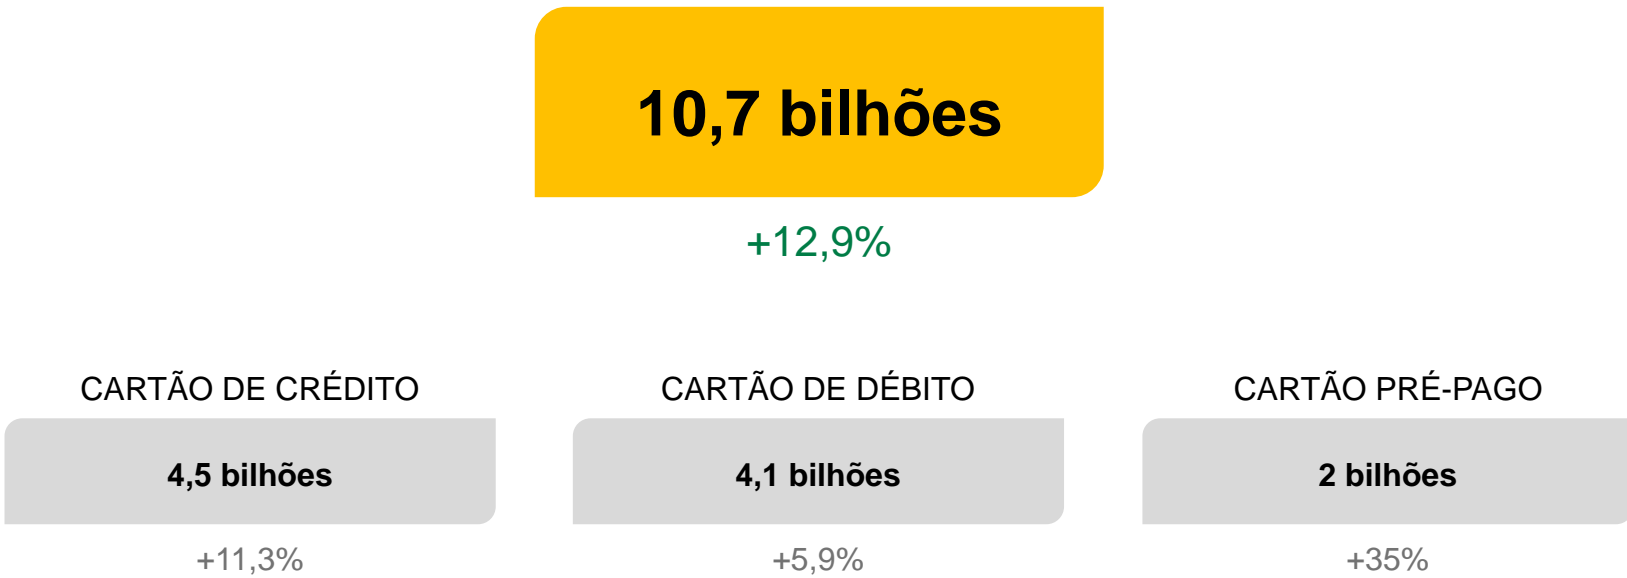 10,7 bilhões
+12,9%
CARTÃO DE CRÉDITO
4,5 bilhões
+11,3%
CARTÃO DE DÉBITO
4,1 bilhões
+5,9%
CARTÃO PRÉ-PAGO
2 bilhões
+35%